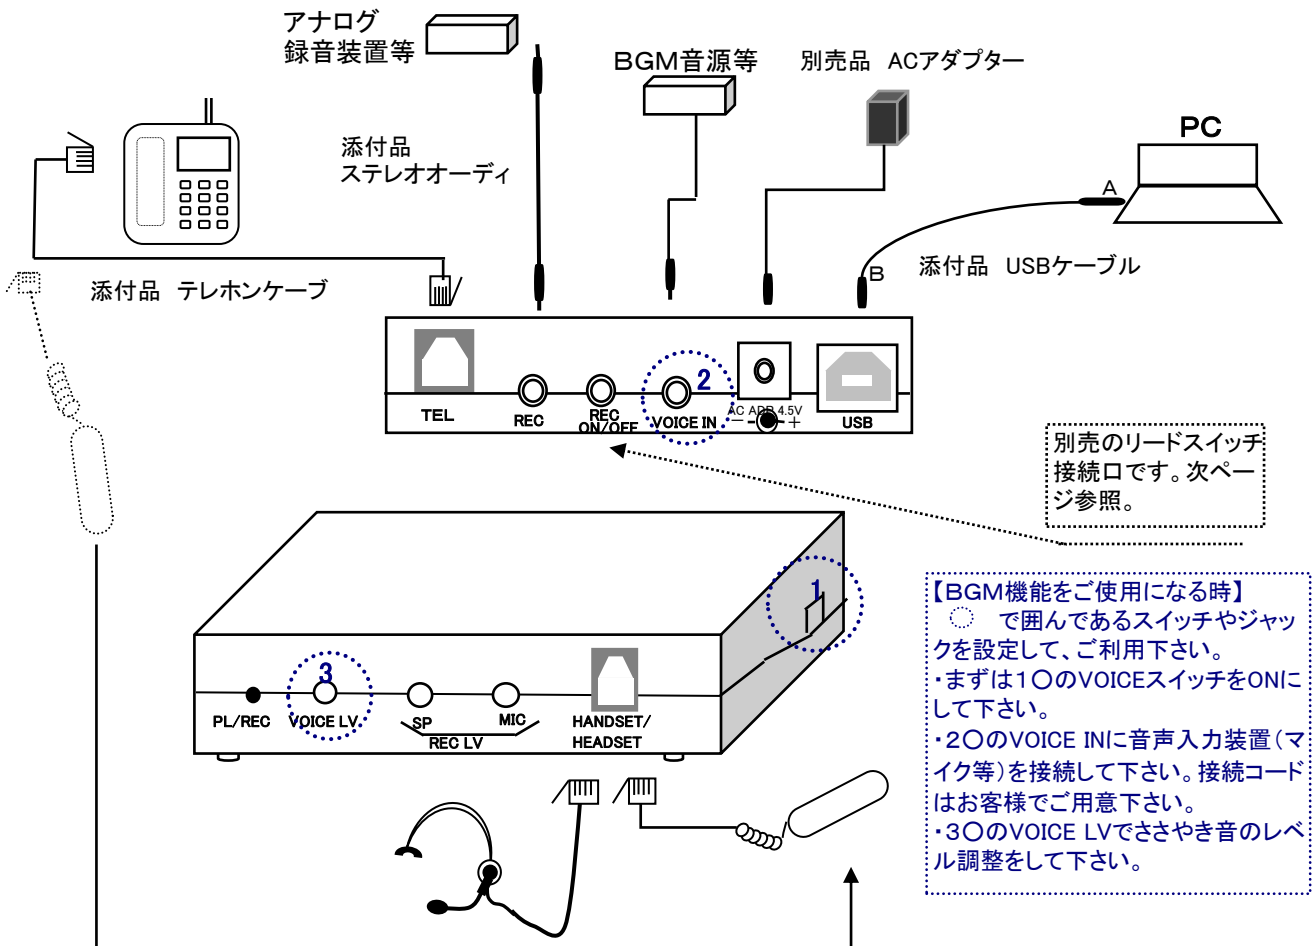 アナログ
録音装置等
BGM音源等
別売品 ACアダプター
PC
添付品
ステレオオーディ
A
B
添付品 USBケーブル
添付品 テレホンケーブ
2
TEL
REC
REC
ON/OFF
VOICE IN
AC ADP 4.5V
－ +
USB
別売のリードスイッチ
接続口です。次ペー
ジ参照。
1
3
PL/REC
VOICE LV
SP
MIC
REC LV
HANDSET/
HEADSET
【BGM機能をご使用になる時】
で囲んであるスイッチやジャッ
クを設定して、ご利用下さい。
・まずは1〇のVOICEスイッチをONに
して下さい。
・2〇のVOICE INに音声入力装置(マ
イク等)を接続して下さい。接続コード
はお客様でご用意下さい。
・3〇のVOICE LVでささやき音のレベ
ル調整をして下さい。